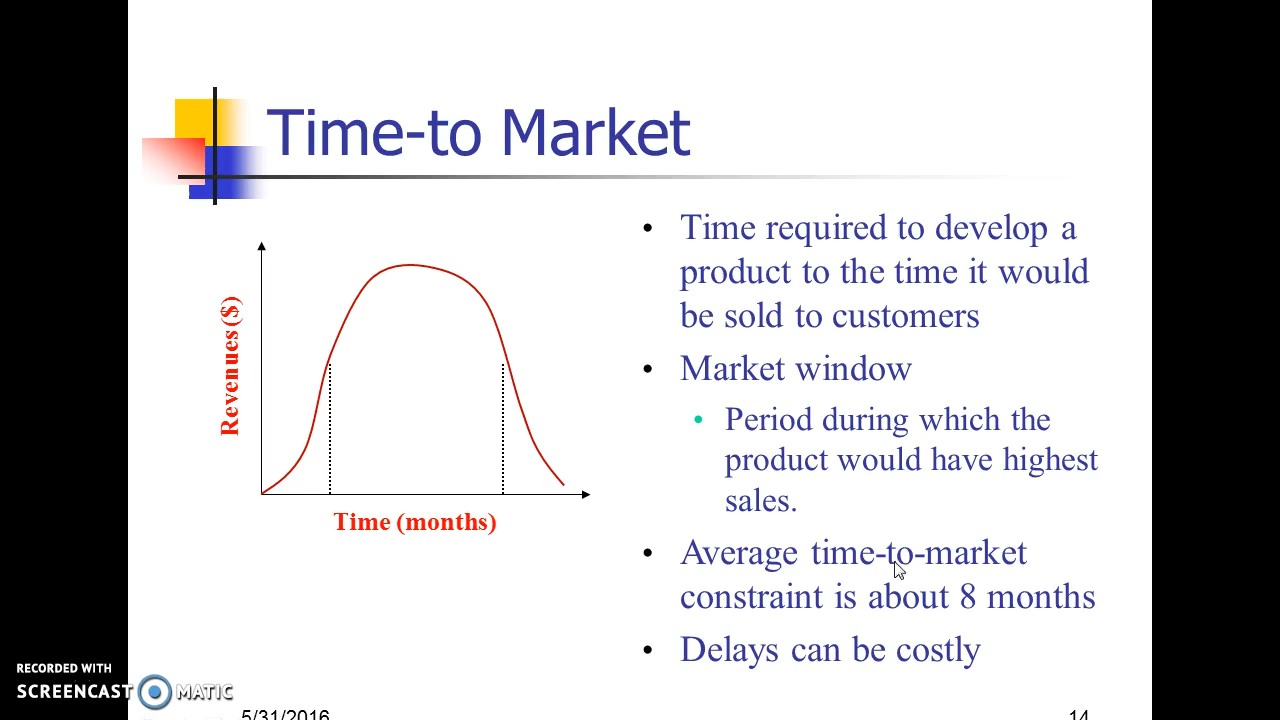 Time-to Market
Revenues($)
Time (months)
• Time required to develop a
product to the time it would
be sold to customers
• Market window
• Period during which the
product would have highest
sales.
• Average time-to-market
constraint is about 8 months
• Delays can be costly
RECORDED WITH
SCREENCAST MATIC
5/31/2016
14